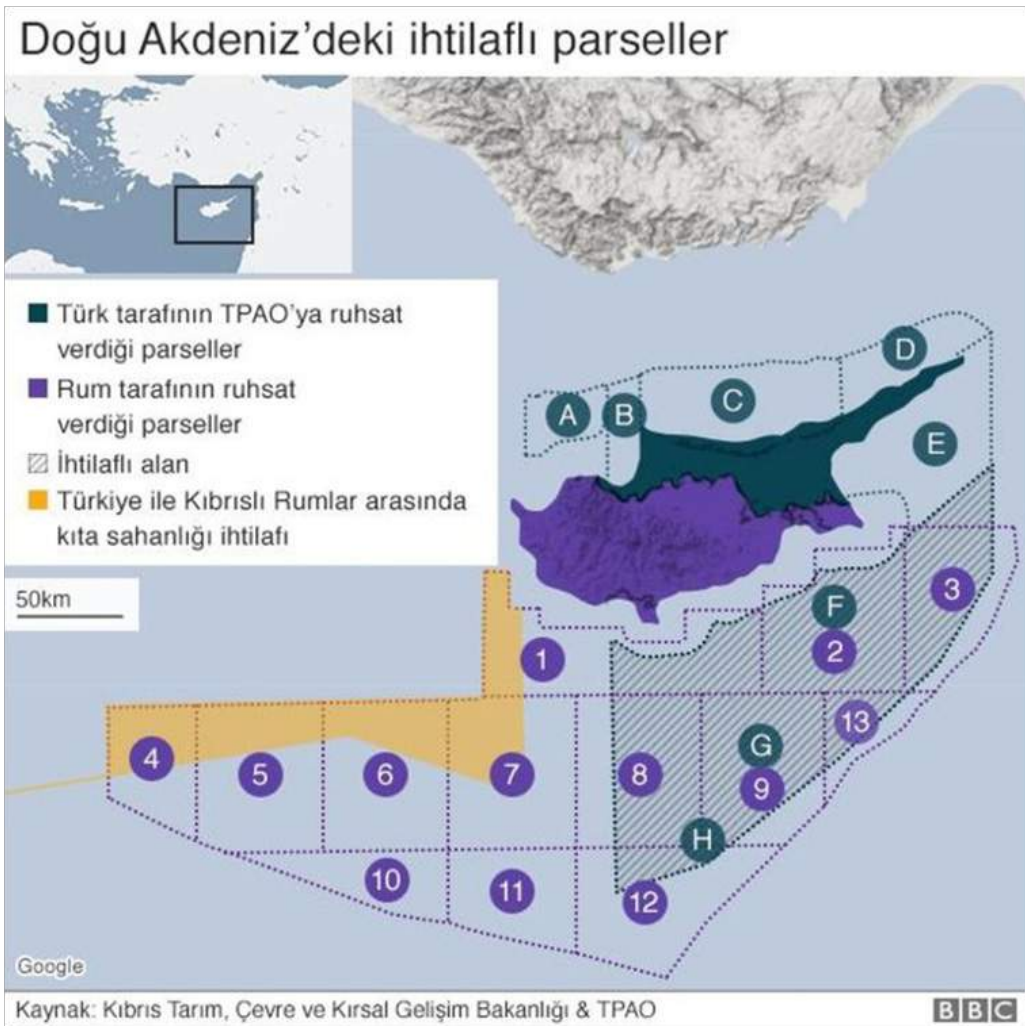 Doğu Akdeniz’deki ihtilaflı parseller
Türk tarafının TPAO’ya ruhsat
verdiği parseller
Rum tarafının ruhsat
verdiği parseller
İhtilaflı alan
Türkiye ile Kıbrıslı Rumlar arasında
kıta sahanlığı ihtilafı
50km
D
A
B
C
E
F
3
2
1
13
4
5
6
7
8
G
9
H
10
11
12
Google
Kaynak: Kıbrıs Tarım, Çevre ve Kırsal Gelişim Bakanlığı & TPAO
BBC